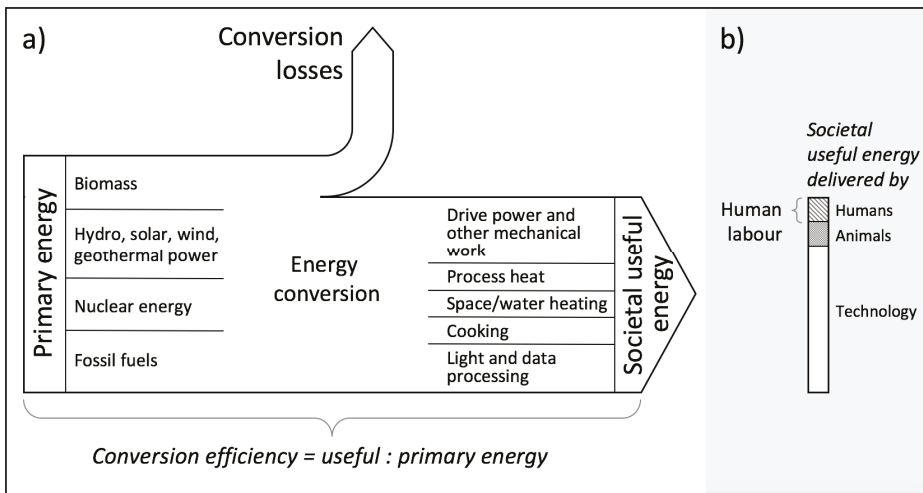 a)
Conversion
losses
Primary energy
Biomass
Hydro, solar, wind,
geothermal power
Nuclear energy
Fossil fuels
Energy
conversion
Drive power and
other mechanical
work
Process heat
Space/water heating
Cooking
Light and data
processing
Societal useful
energy
Conversion efficiency = useful : primary energy
b)
Societal
useful energy
delivered by
Human
labour
Humans
Animals
Technology